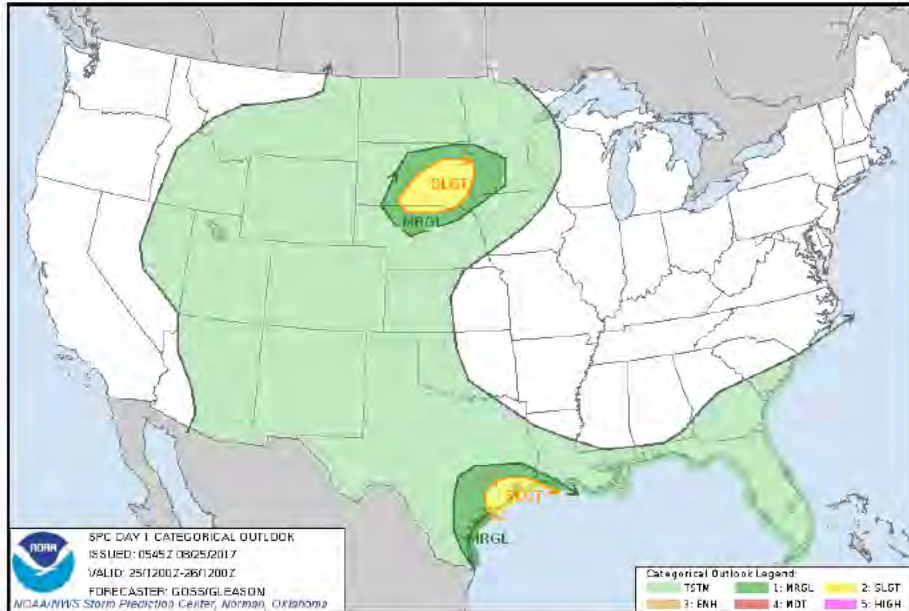 SLGT
MRGL
SLGT
MRGL
NOAA
SPC DAY 1 CATEGORICAL OUTLOOK
ISSUED: 0545Z 08/25/2017
VALID: 25/1200Z-26/1200Z
FORECASTER: GOSS/GLEASON
NOAA/NWS Storm Prediction Center, Norman, Oklahoma
Categorical Outlook Legend:
TSTM 1: MRGL 2: SLGT
3: ENH 4: MDT 5: HIGH